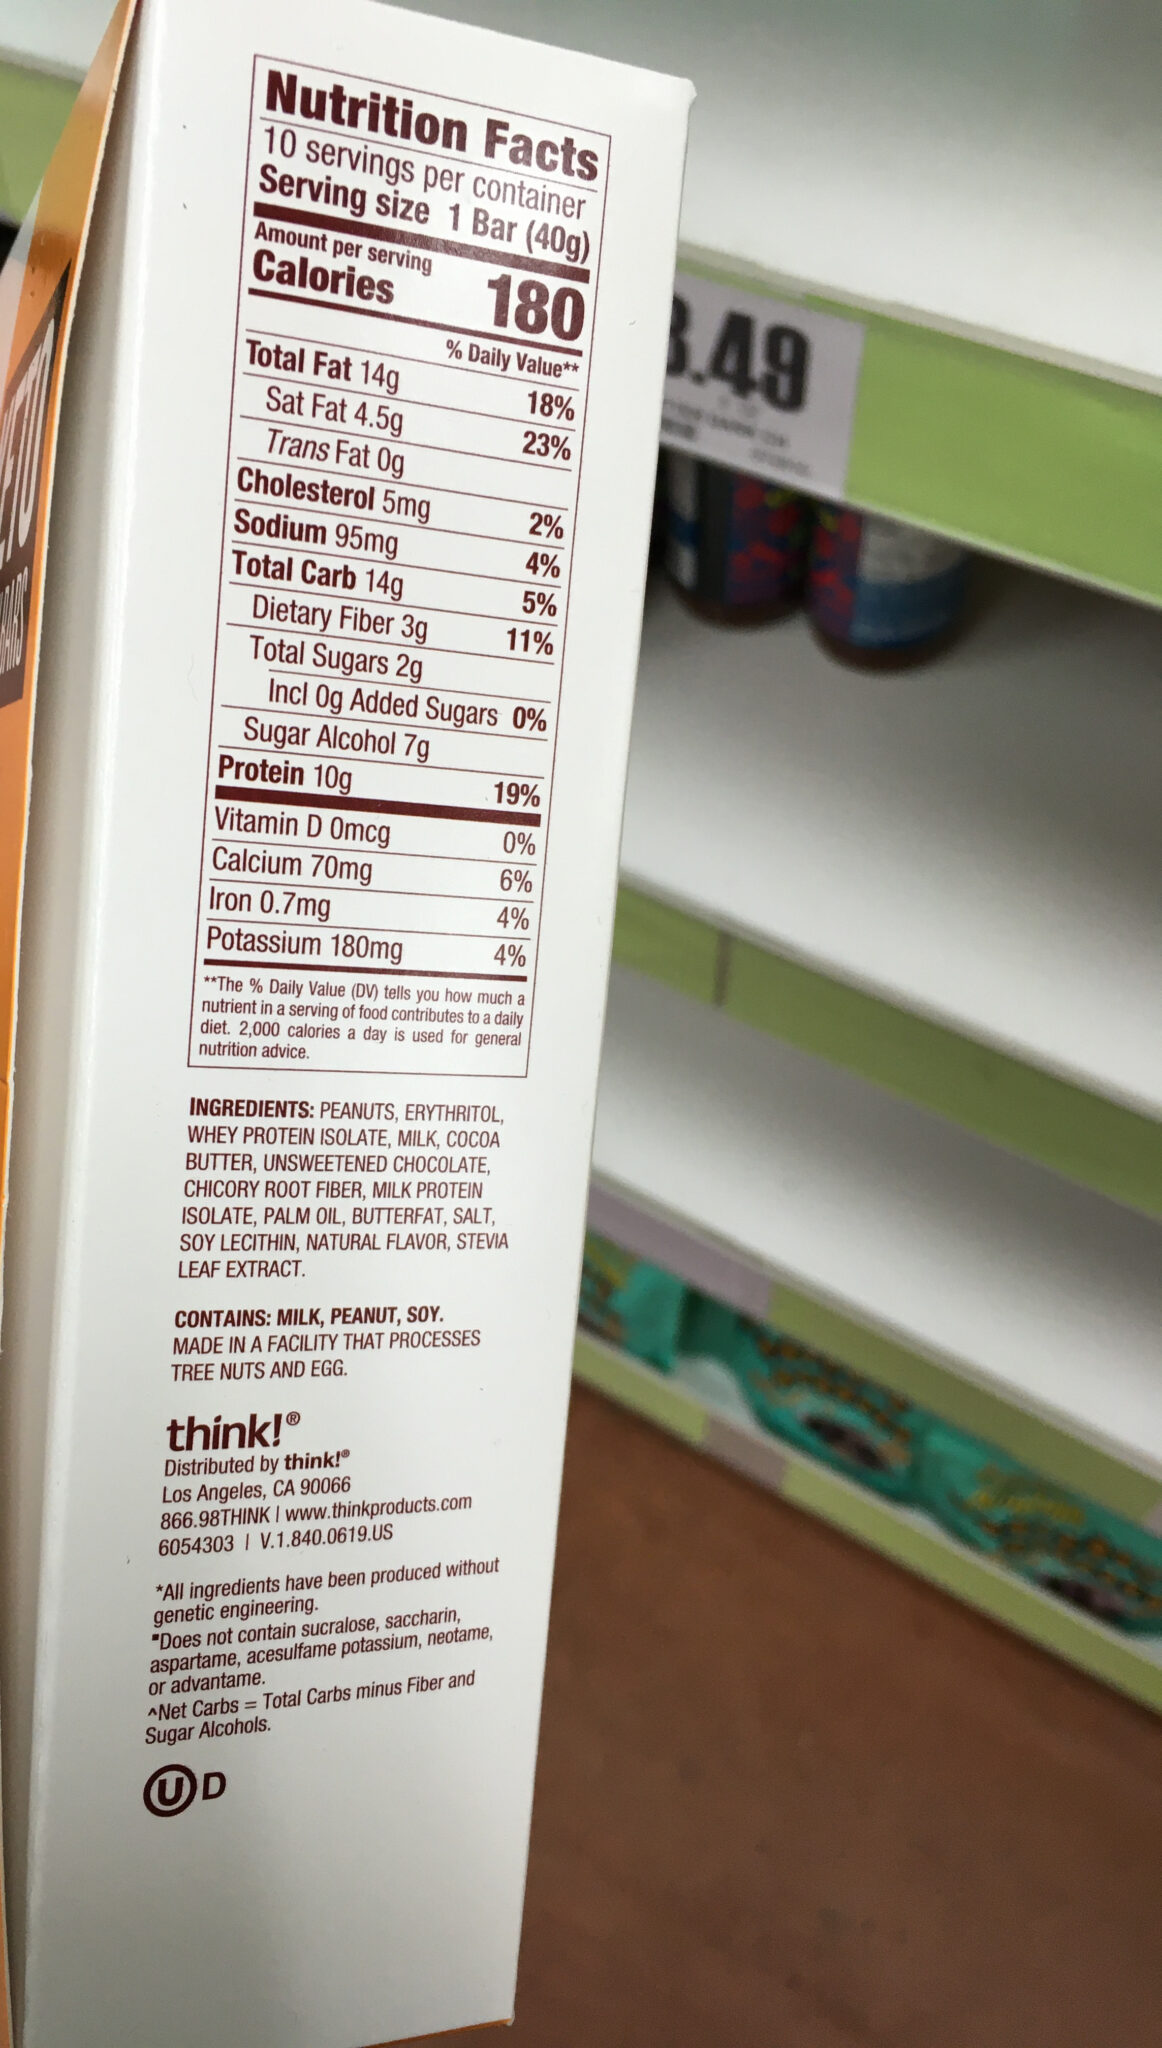 Nutrition Facts
10 servings per container
Serving size 1 Bar (40g)
Amount per serving
Calories 180
% Daily Value**
Total Fat 14g 18%
Sat Fat 4.5g 23%
Trans Fat 0g
Cholesterol 5mg 2%
Sodium 95mg 4%
Total Carb 14g 5%
Dietary Fiber 3g 11%
Total Sugars 2g
Incl 0g Added Sugars 0%
Sugar Alcohol 7g
Protein 10g 19%
Vitamin D 0mcg 0%
Calcium 70mg 6%
Iron 0.7mg 4%
Potassium 180mg 4%
**The % Daily Value (DV) tells you how much a
nutrient in a serving of food contributes to a daily
diet. 2,000 calories a day is used for general
nutrition advice.
INGREDIENTS: PEANUTS, ERYTHRITOL,
WHEY PROTEIN ISOLATE, MILK, COCOA
BUTTER, UNSWEETENED CHOCOLATE,
CHICORY ROOT FIBER, MILK PROTEIN
ISOLATE, PALM OIL, BUTTERFAT, SALT,
SOY LECITHIN, NATURAL FLAVOR, STEVIA
LEAF EXTRACT.
CONTAINS: MILK, PEANUT, SOY.
MADE IN A FACILITY THAT PROCESSES
TREE NUTS AND EGG.
think!®
Distributed by think!®
Los Angeles, CA 90066
866.98THINK | www.thinkproducts.com
6054303 | V.1.840.0619.US
*All ingredients have been produced without
genetic engineering.
▪Does not contain sucralose, saccharin,
aspartame, acesulfame potassium, neotame,
or advantame.
^Net Carbs = Total Carbs minus Fiber and
Sugar Alcohols.
U D
.49